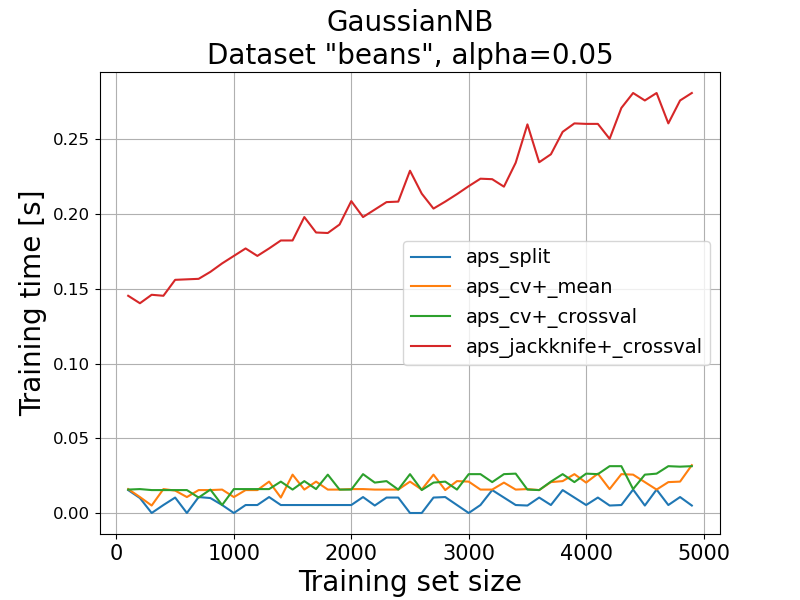 GaussianNB
Dataset "beans", alpha=0.05
Training time [s]
0.25
0.20
0.15
0.10
0.05
0.00
aps_split
aps_cv+_mean
aps_cv+_crossval
aps_jackknife+_crossval
0 1000 2000 3000 4000 5000
Training set size